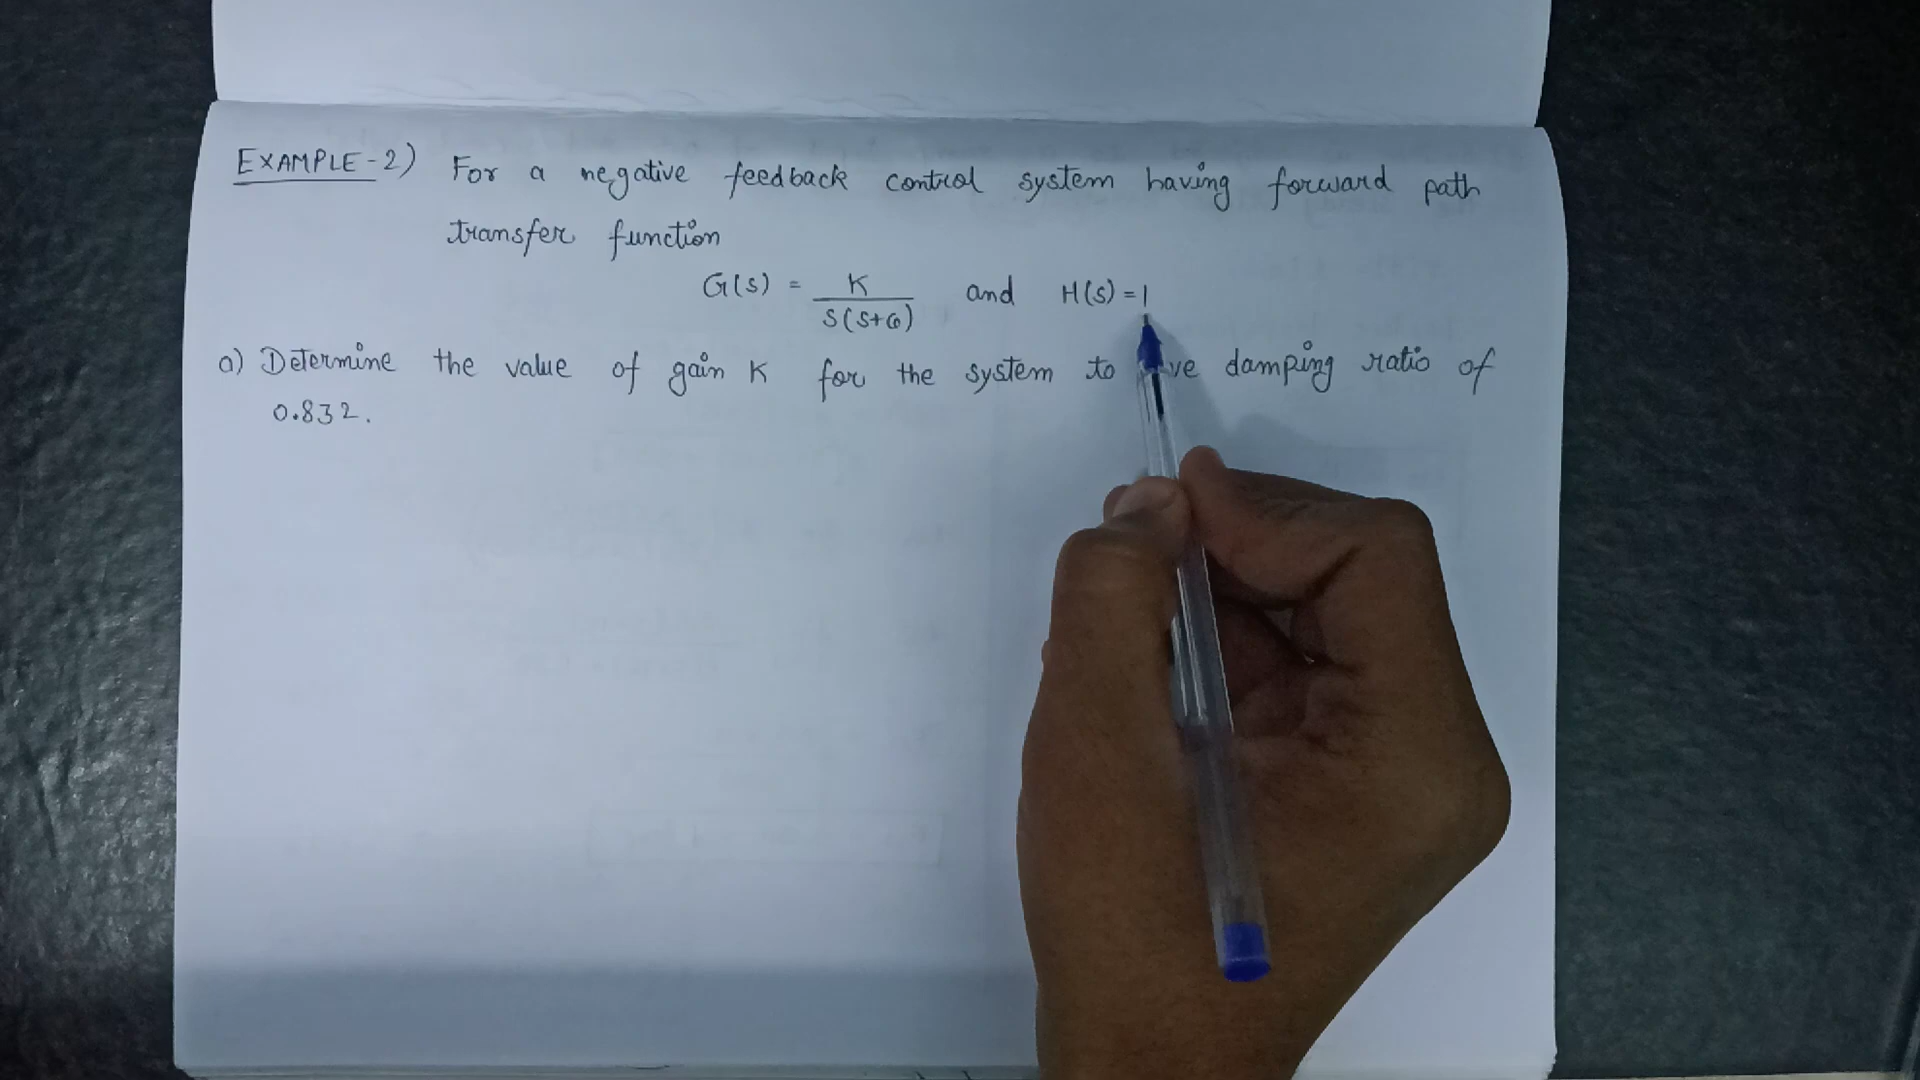 EXAMPLE-2) For a negative feedback control system having forward path
transfer function
G(s) = K / s(s+6) and H(s) = 1
a) Determine the value of gain K for the system to damping ratio of
0.832.